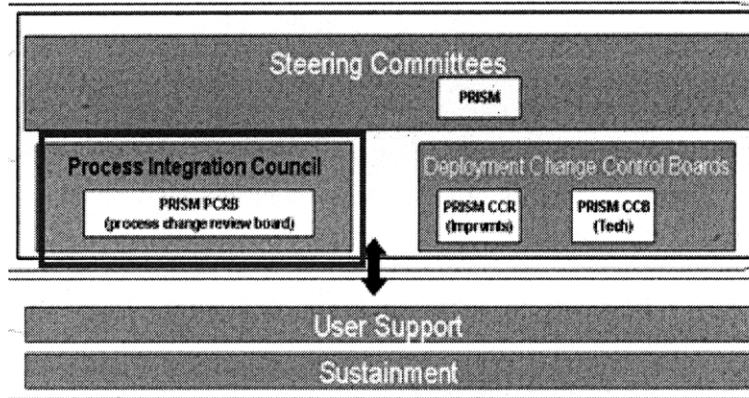 Steering Committees
PRISM
Process Integration Council
PRISM PCRB
(process change review board)
Deployment Change Control Boards
PRISM CCR
(Imprvmts)
PRISM CCB
(Tech)
User Support
Sustainment